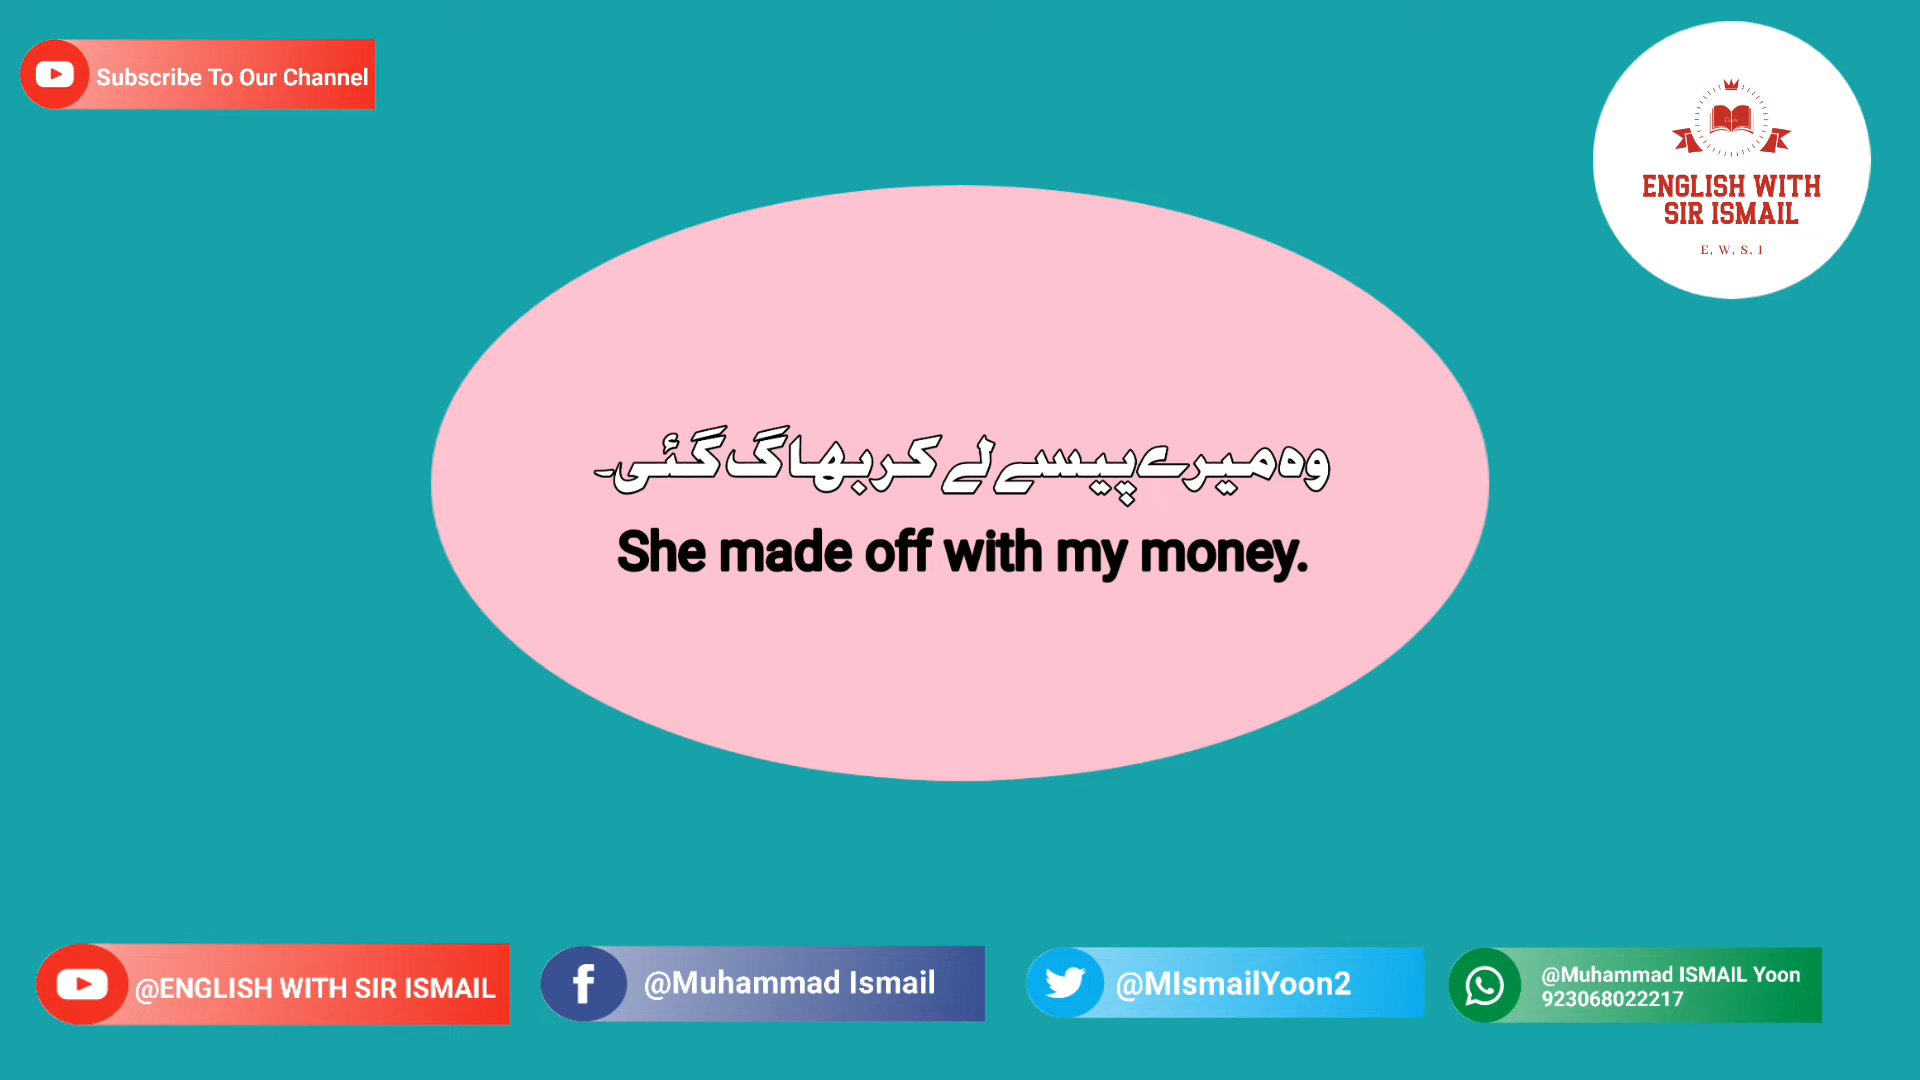 Subscribe To Our Channel
ENGLISH WITH
SIR ISMAIL
E, W, S, I
وہ میرے پیسے لے کر بھاگ گئی۔
She made off with my money.
@ENGLISH WITH SIR ISMAIL
@Muhammad Ismail
@MIsmailYoon2
@Muhammad ISMAIL Yoon
923068022217